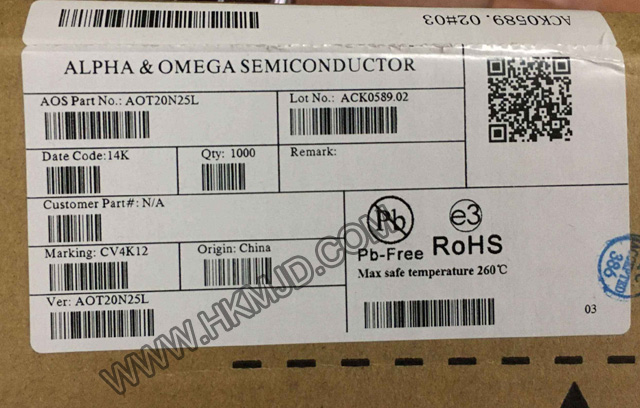 ACK0589.02#03
ALPHA & OMEGA SEMICONDUCTOR
AOS Part No.: AOT20N25L
Lot No.: ACK0589.02
Date Code:14K
Qty: 1000
Remark:
Customer Part#: N/A
Marking: CV4K12
Origin: China
Ver: AOT20N25L
Pb
e3
Pb-Free RoHS
Max safe temperature 260℃
03
386
WWW.HKMJD.COM